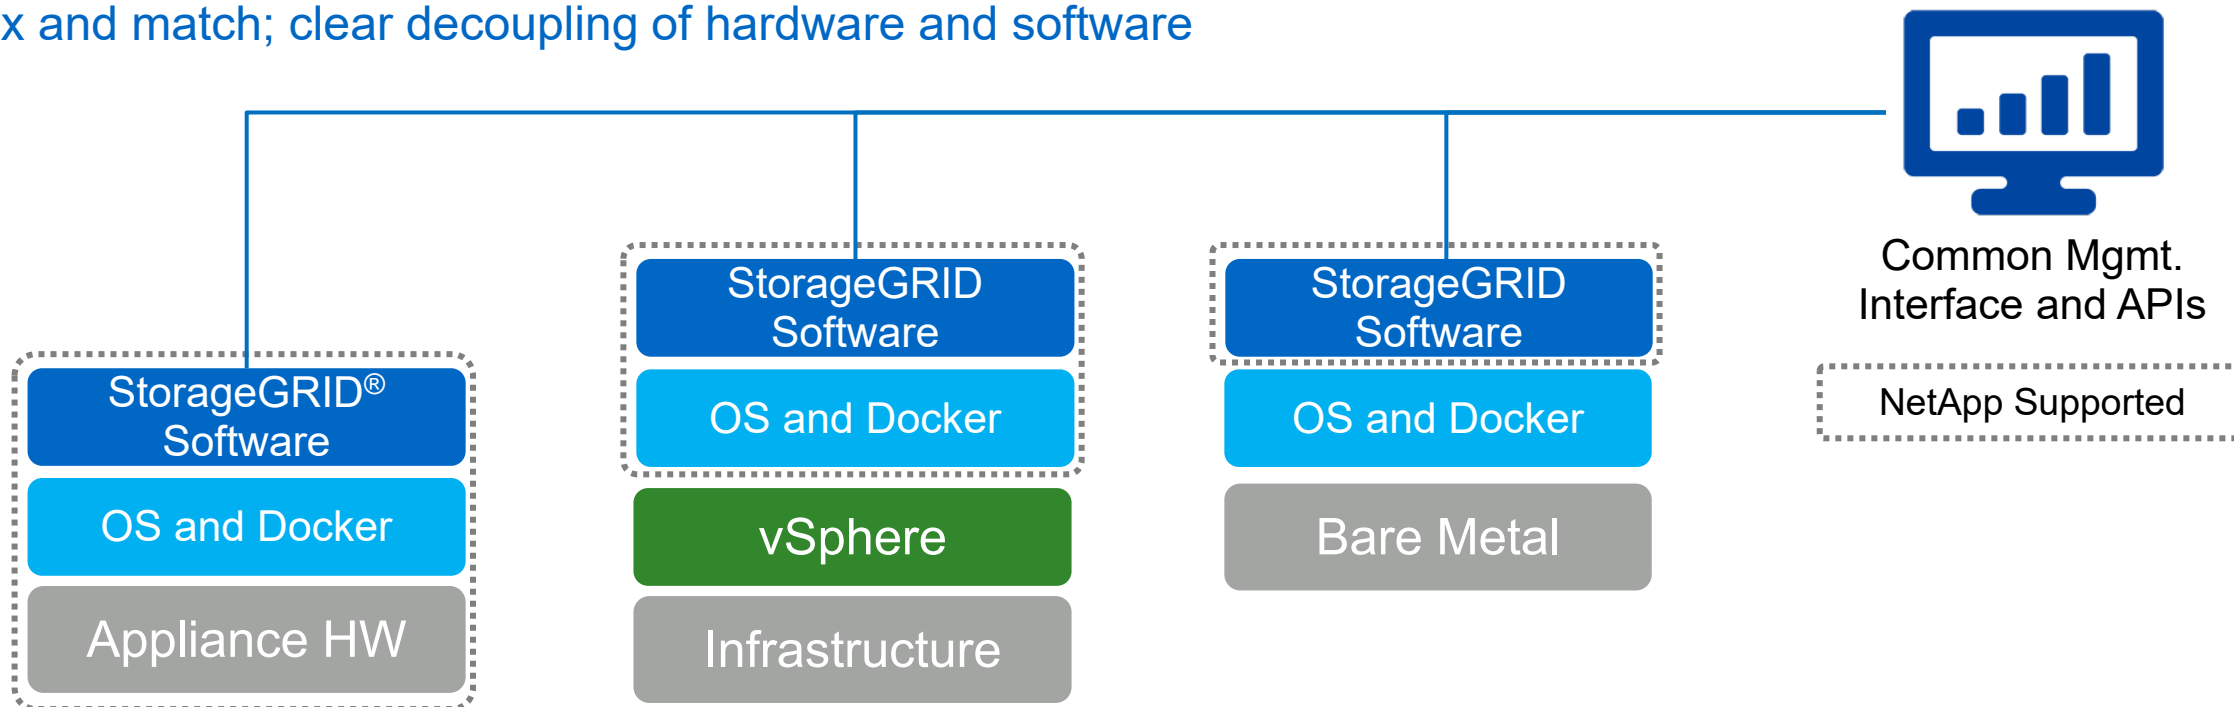 x and match; clear decoupling of hardware and software
StorageGRID®
Software
OS and Docker
Appliance HW
StorageGRID
Software
OS and Docker
vSphere
Infrastructure
StorageGRID
Software
OS and Docker
Bare Metal
Common Mgmt.
Interface and APIs
NetApp Supported